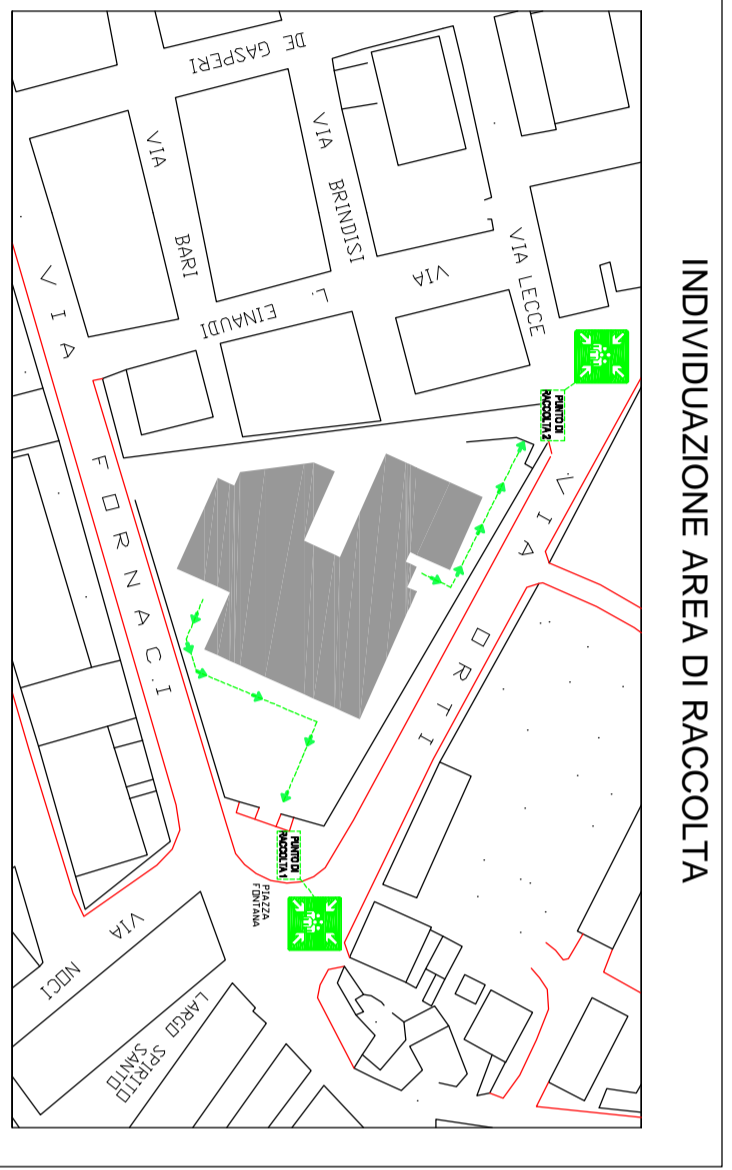 INDIVIDUAZIONE AREA DI RACCOLTA
DE GASPERI
VIA BRINDISI
VIA BARI
VIA LECCE
VIA L. EINAUDI
VIA FORNACI
VIA ORTI
PUNTO DI
RACCOLTA 2
PUNTO DI
RACCOLTA 1
PIAZZA
FONTANA
VIA NOCI
LARGO
SPIRITO
SANTO